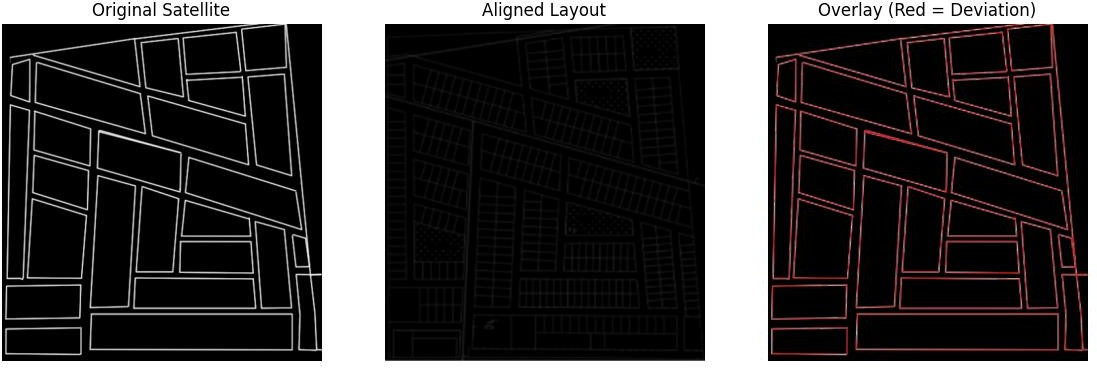 Original Satellite
Aligned Layout
Overlay (Red = Deviation)